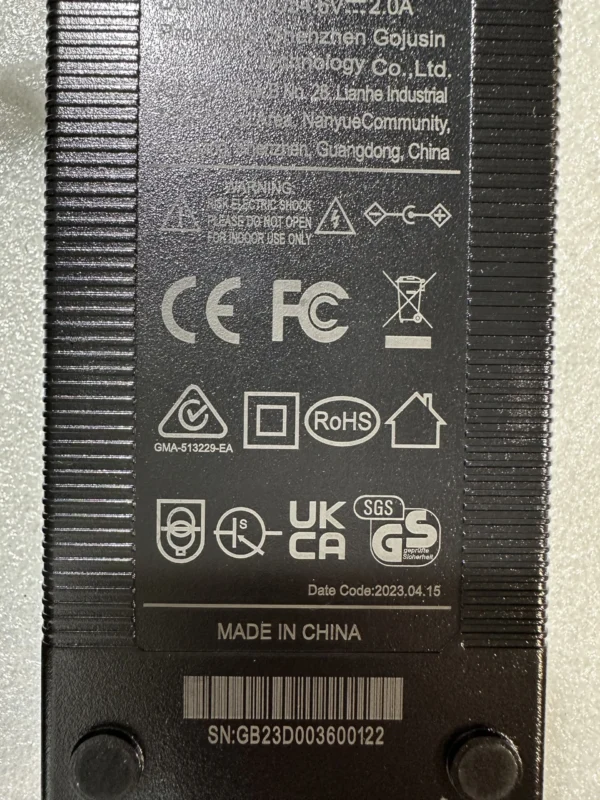 2.0A
Shenzhen Gojusin
Technology Co.,Ltd.
No. 28, Lianhe Industrial
Area, NanyueCommunity,
Shenzhen, Guangdong, China
WARNING:
RISK ELECTRIC SHOCK
PLEASE DO NOT OPEN
FOR INDOOR USE ONLY
CE FC
GMA-513229-EA
RoHS
S
UK
CA
SGS
GS
geprüfte
Sicherheit
Date Code:2023.04.15
MADE IN CHINA
SN:GB23D003600122